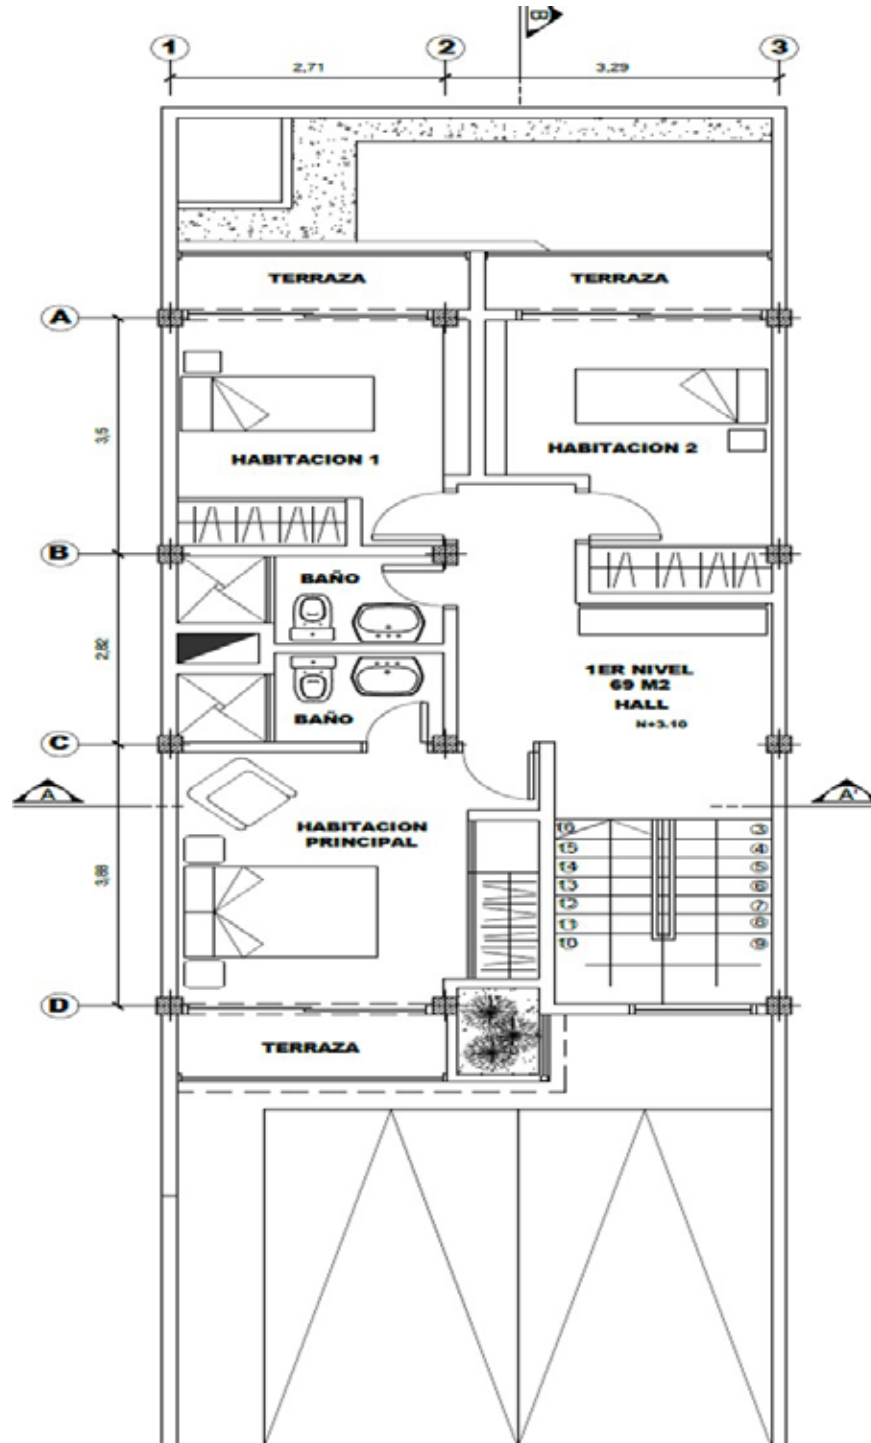 B
1
2
3
2,71
3,29
TERRAZA
TERRAZA
A
3,5
HABITACION 1
HABITACION 2
B
BAÑO
2,82
1ER NIVEL
69 M2
HALL
N+3.10
BAÑO
C
A
A'
HABITACION
PRINCIPAL
3,88
16
3
15
4
14
5
13
6
12
7
11
8
10
9
D
TERRAZA